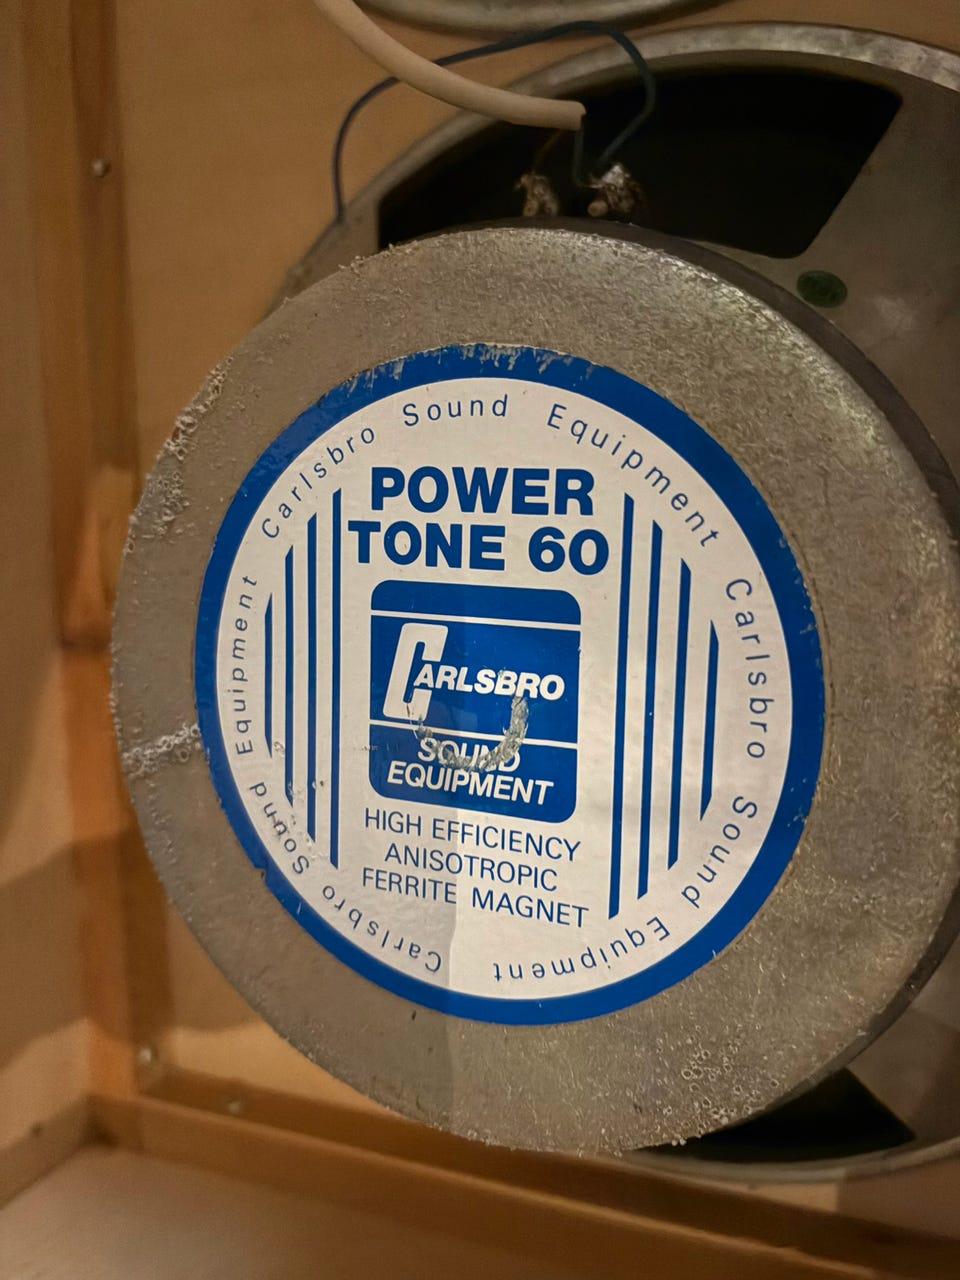 Carlsbro Sound Equipment Carlsbro Sound Equipment Carlsbro Sound Equipment
POWER
TONE 60
CARLSBRO
SOUND
EQUIPMENT
HIGH EFFICIENCY
ANISOTROPIC
FERRITE MAGNET